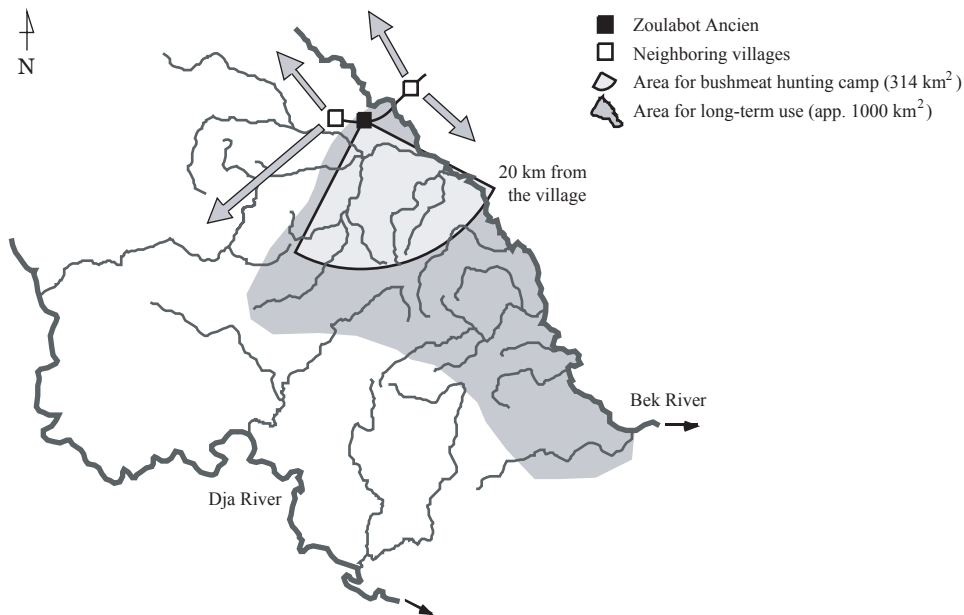 N
Zoulabot Ancien
Neighboring villages
Area for bushmeat hunting camp (314 km²)
Area for long-term use (app. 1000 km²)
20 km from
the village
Bek River
Dja River